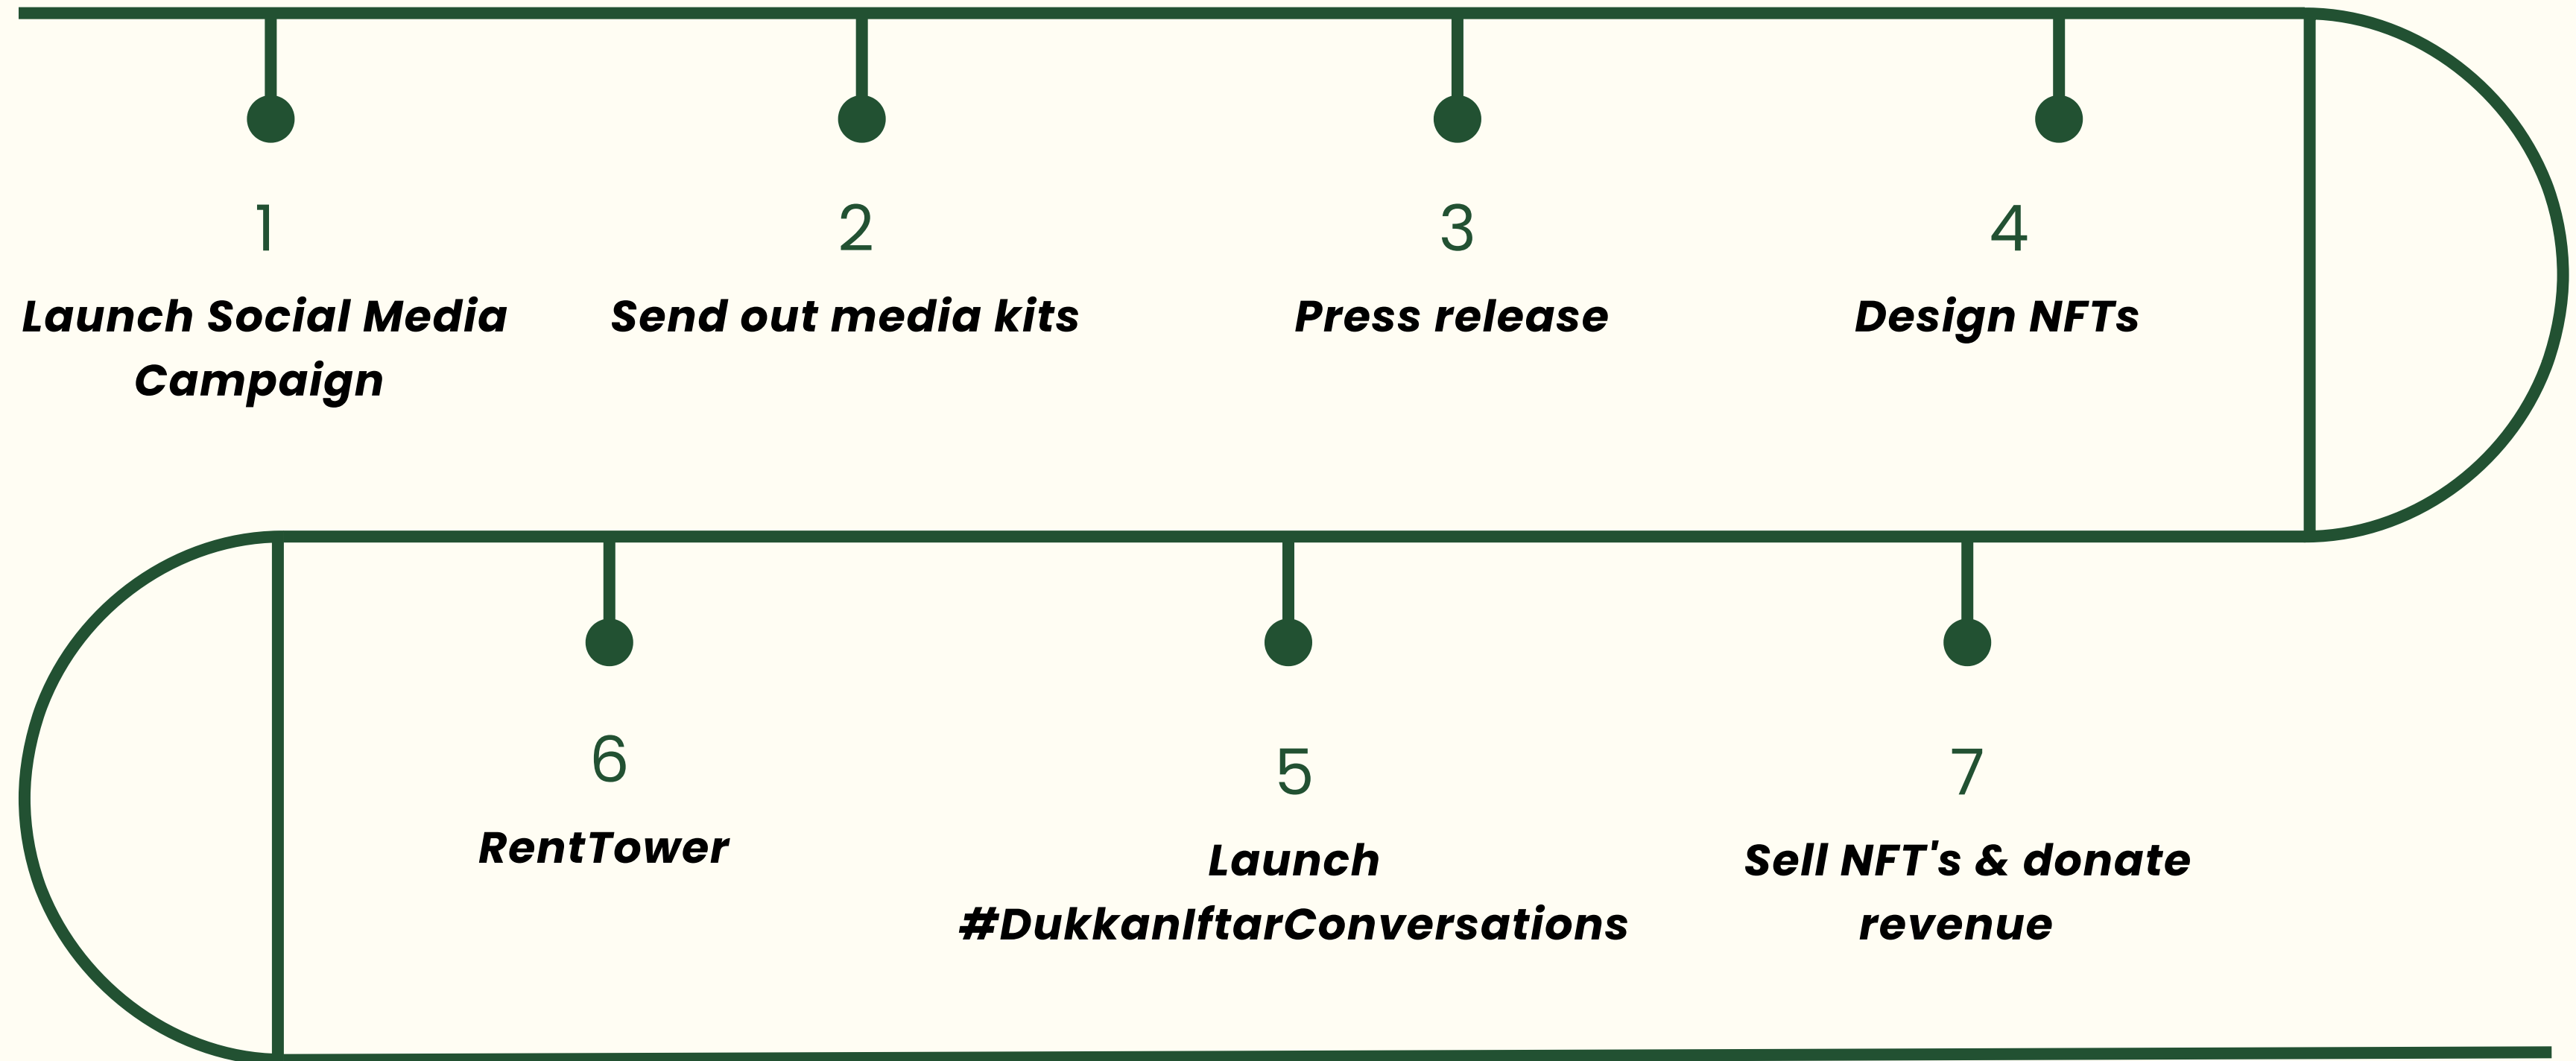 1
Launch Social Media
Campaign
2
Send out media kits
3
Press release
4
Design NFTs
6
RentTower
5
Launch
#DukkanIftarConversations
7
Sell NFT's & donate
revenue